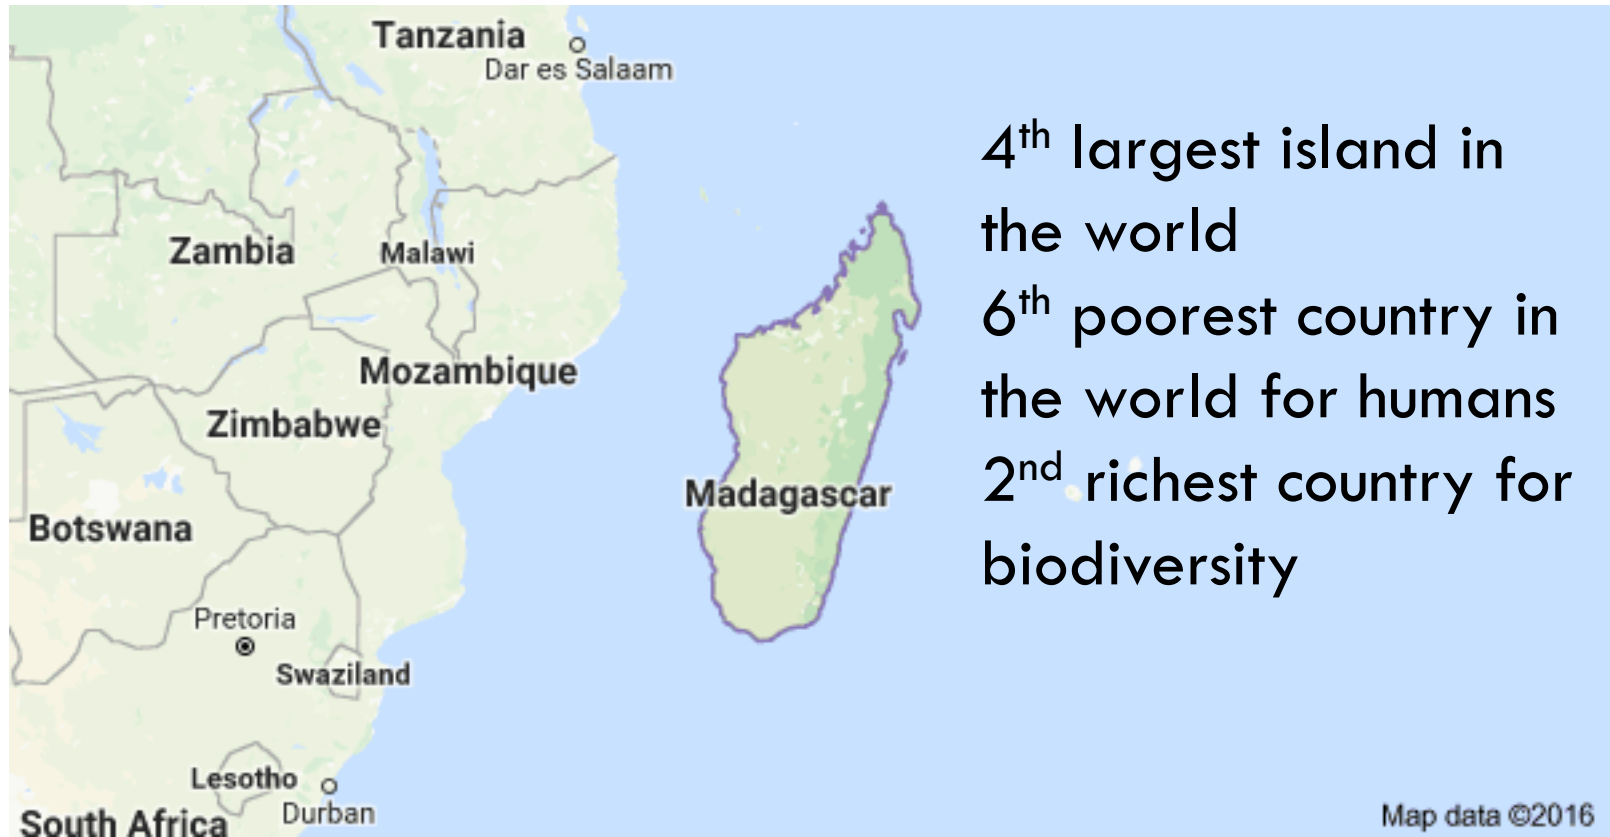 Tanzania
Dar es Salaam
4th largest island in
the world
6th poorest country in
the world for humans
2nd richest country for
biodiversity
Zambia
Malawi
Mozambique
Zimbabwe
Madagascar
Botswana
Pretoria
Swaziland
Lesotho
Durban
South Africa
Map data ©2016